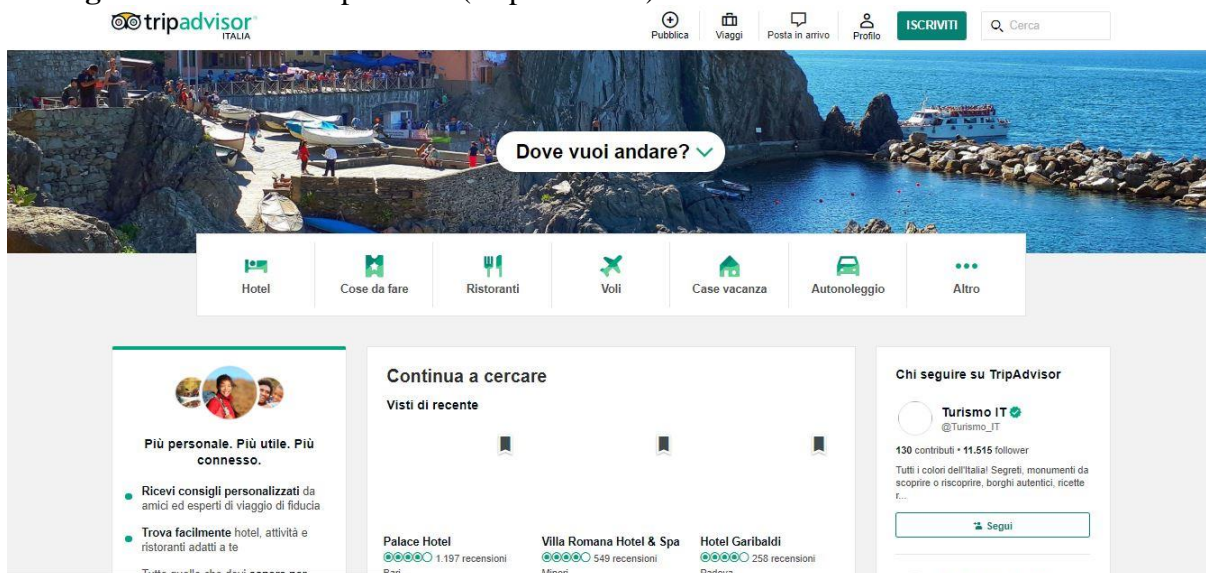 tripadvisor
ITALIA
Pubblica
Viaggi
Posta in arrivo
Profilo
ISCRIVITI
Cerca
Dove vuoi andare?
Hotel
Cose da fare
Ristoranti
Voli
Case vacanza
Autonoleggio
Altro
Più personale. Più utile. Più
connesso.
Ricevi consigli personalizzati da
amici ed esperti di viaggio di fiducia
Trova facilmente hotel, attività e
ristoranti adatti a te
Continua a cercare
Visti di recente
Palace Hotel
1.197 recensioni
Villa Romana Hotel & Spa
549 recensioni
Hotel Garibaldi
258 recensioni
Chi seguire su TripAdvisor
Turismo IT
@Turismo_IT
130 contributi • 11.515 follower
Tutti i colori dell'Italia! Segreti, monumenti da
scoprire o riscoprire, borghi autentici, ricette
r...
Segui